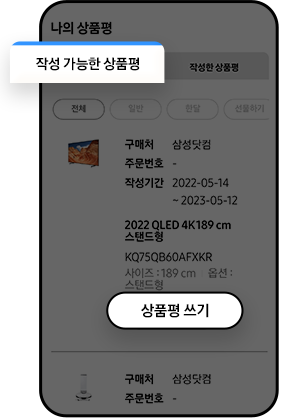 나의 상품평
작성 가능한 상품평
작성한 상품평
전체
일반
한달
선물하기
구매처 삼성닷컴
주문번호 -
작성기간 2022-05-14
~ 2023-05-12
2022 QLED 4K189 cm
스탠드형
KQ75QB60AFXKR
사이즈 : 189 cm 옵션 :
스탠드형
상품평 쓰기
구매처 삼성닷컴
주문번호 -